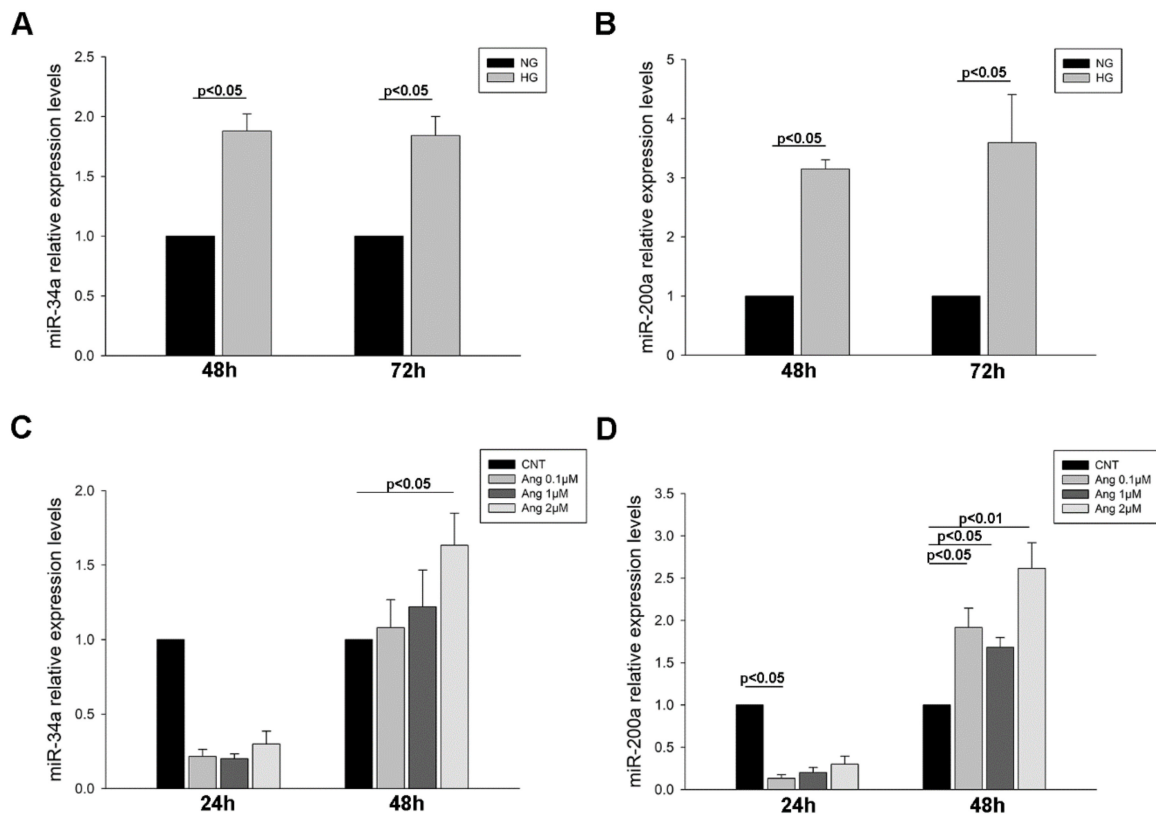 A
miR-34a relative expression levels
2.5
2.0
1.5
1.0
0.5
0.0
NG
HG
p<0.05
p<0.05
48h
72h
B
miR-200a relative expression levels
5
4
3
2
1
0
NG
HG
p<0.05
p<0.05
48h
72h
C
miR-34a relative expression levels
2.0
1.5
1.0
0.5
0.0
CNT
Ang 0.1µM
Ang 1µM
Ang 2µM
p<0.05
24h
48h
D
miR-200a relative expression levels
3.5
3.0
2.5
2.0
1.5
1.0
0.5
0.0
CNT
Ang 0.1µM
Ang 1µM
Ang 2µM
p<0.01
p<0.05
p<0.05
p<0.05
24h
48h